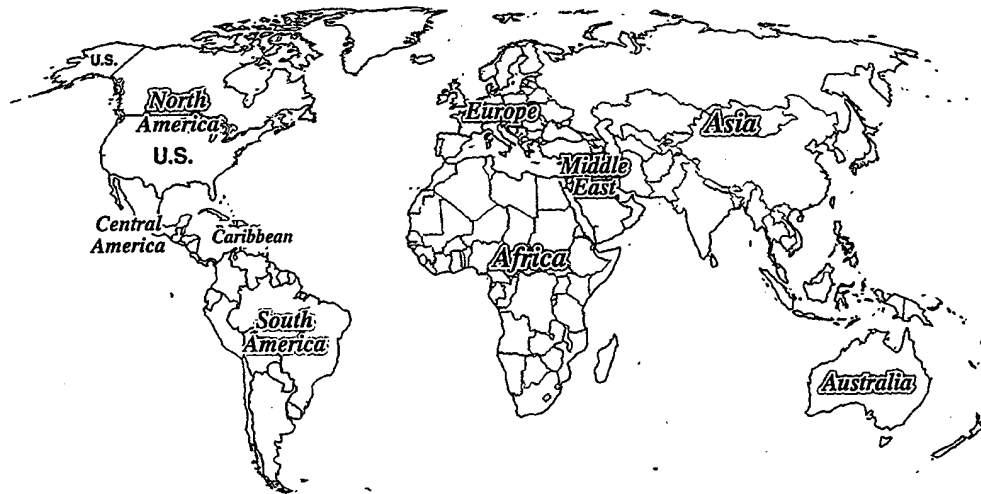 U.S.
North
America
U.S.
Central
America
Caribbean
South
America
Europe
Asia
Middle
East
Africa
Australia